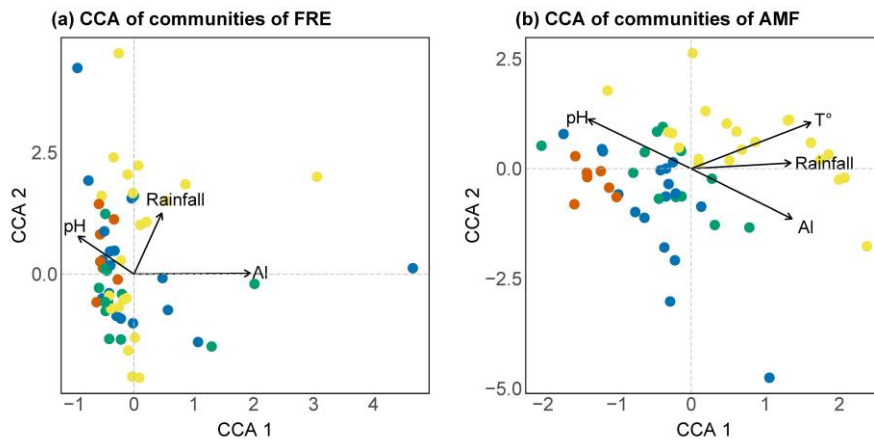 (a) CCA of communities of FRE
CCA 2
2.5
0.0
pH
Rainfall
Al
−1
0
1
2
3
4
CCA 1
(b) CCA of communities of AMF
CCA 2
2.5
0.0
−2.5
−5.0
pH
T°
Rainfall
Al
−2
−1
0
1
2
CCA 1